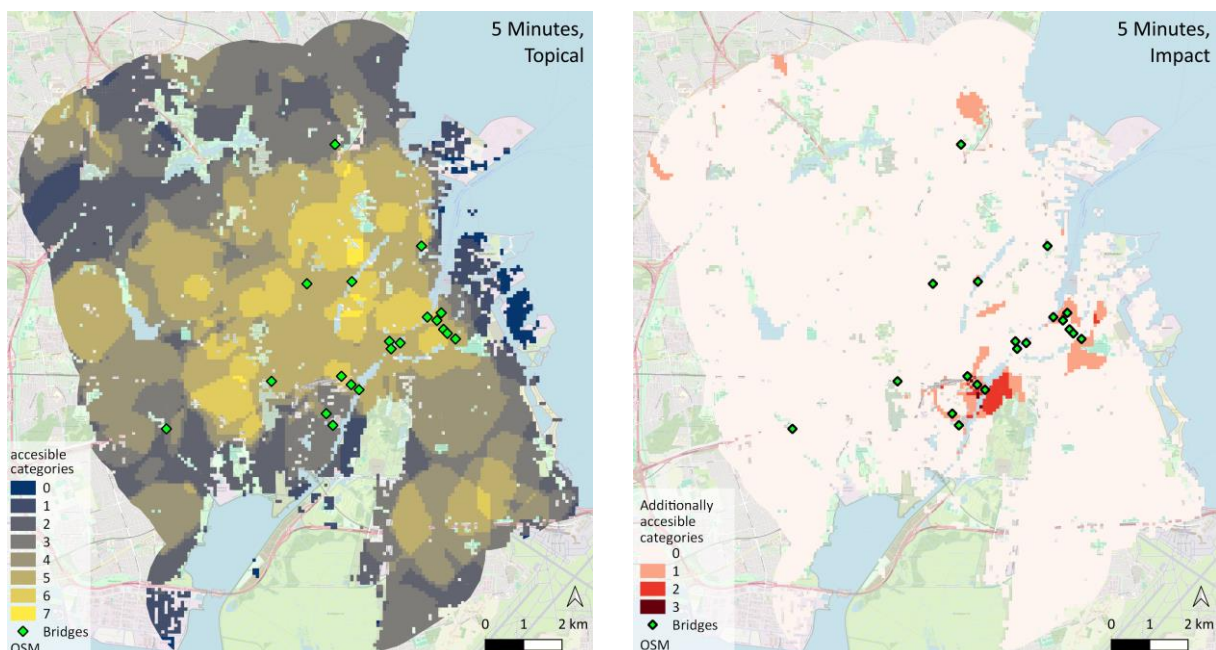 5 Minutes,
Topical
accesible
categories
0
1
2
3
4
5
6
7
Bridges
OSM
0 1 2 km
5 Minutes,
Impact
Additionally
accesible
categories
0
1
2
3
Bridges
OSM
0 1 2 km